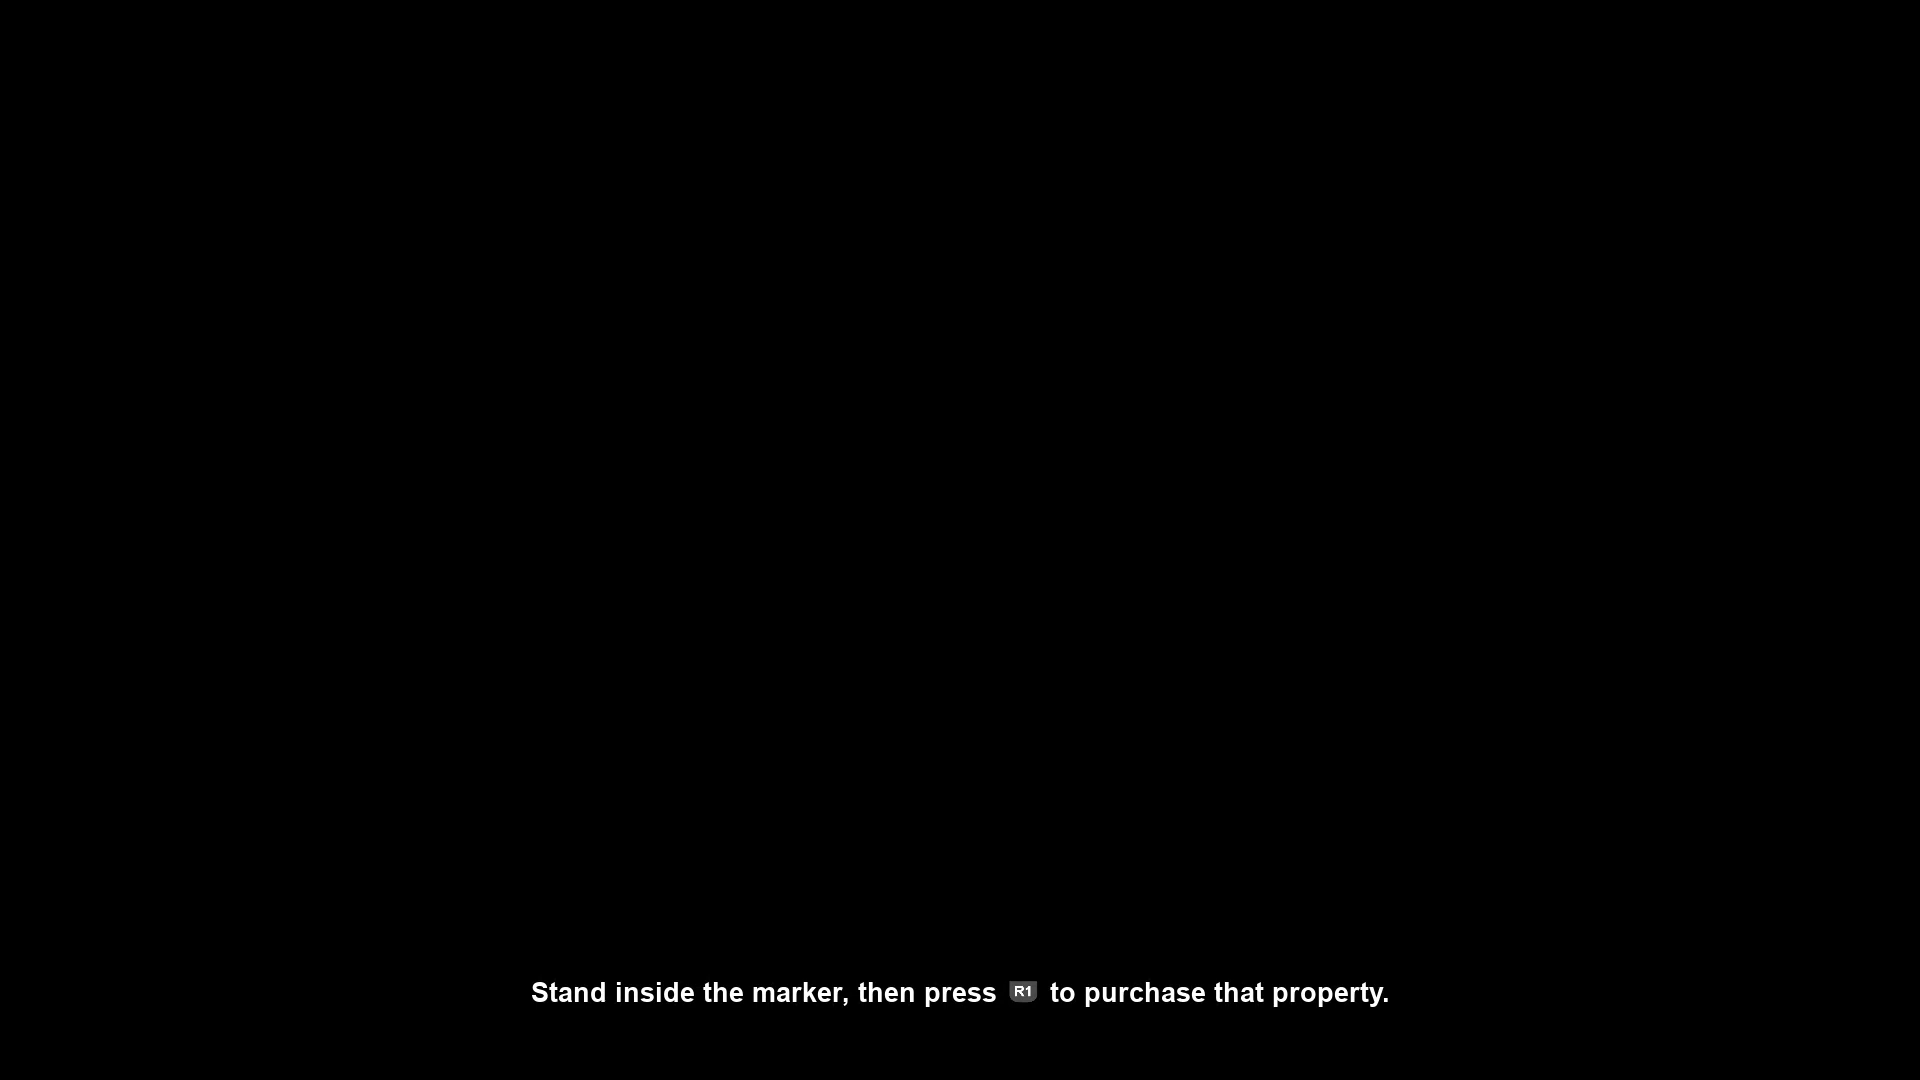 Stand inside the marker, then press R1 to purchase that property.